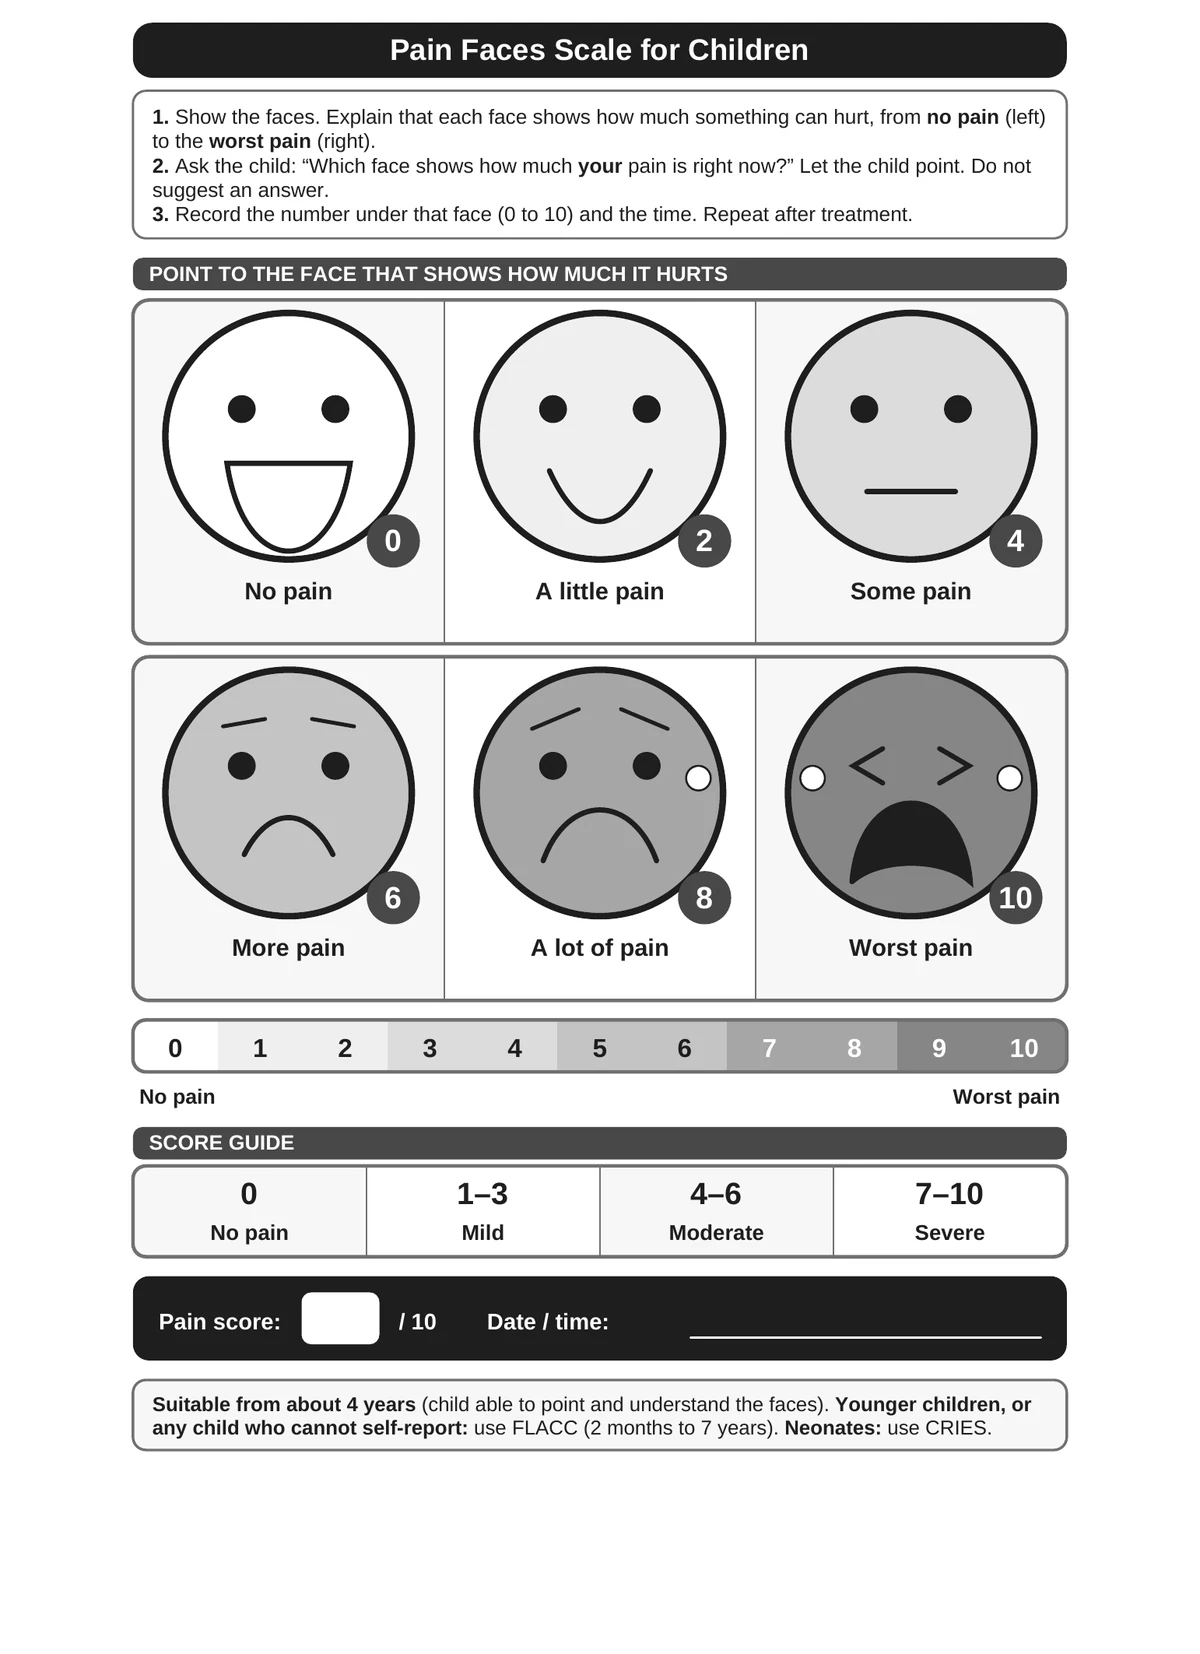 Pain Faces Scale for Children
1. Show the faces. Explain that each face shows how much something can hurt, from no pain (left)
to the worst pain (right).
2. Ask the child: “Which face shows how much your pain is right now?” Let the child point. Do not
suggest an answer.
3. Record the number under that face (0 to 10) and the time. Repeat after treatment.
POINT TO THE FACE THAT SHOWS HOW MUCH IT HURTS
0 2 4
No pain A little pain Some pain
6 8 10
More pain A lot of pain Worst pain
0 1 2 3 4 5 6 7 8 9 10
No pain Worst pain
SCORE GUIDE
0 1–3 4–6 7–10
No pain Mild Moderate Severe
Pain score: / 10 Date / time:
Suitable from about 4 years (child able to point and understand the faces). Younger children, or
any child who cannot self-report: use FLACC (2 months to 7 years). Neonates: use CRIES.